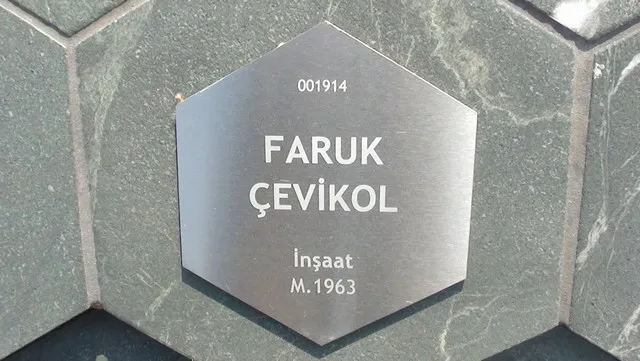 001914
FARUK
ÇEVİKOL
İnşaat
M.1963